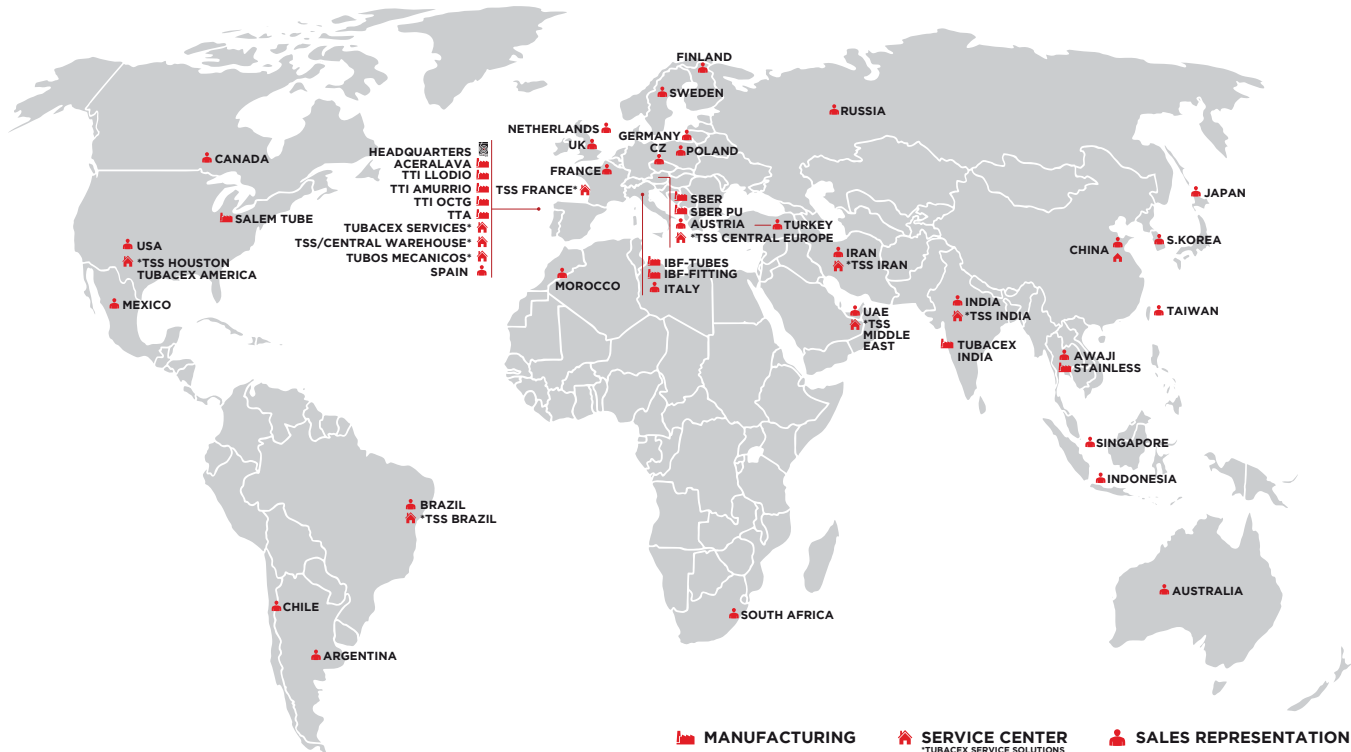 FINLAND
SWEDEN
RUSSIA
NETHERLANDS
GERMANY
UK
CZ
POLAND
FRANCE
TSS FRANCE*
CANADA
SALEM TUBE
USA
*TSS HOUSTON
TUBACEX AMERICA
MEXICO
HEADQUARTERS
ACERALAVA
TTI LLODIO
TTI AMURRIO
TTI OCTG
TTA
TUBACEX SERVICES*
TSS/CENTRAL WAREHOUSE*
TUBOS MECANICOS*
SPAIN
SBER
SBER PU
AUSTRIA
*TSS CENTRAL EUROPE
TURKEY
IBF-TUBES
IBF-FITTING
ITALY
MOROCCO
IRAN
*TSS IRAN
UAE
*TSS
MIDDLE
EAST
INDIA
*TSS INDIA
TUBACEX
INDIA
JAPAN
S.KOREA
CHINA
TAIWAN
AWAJI
STAINLESS
SINGAPORE
INDONESIA
BRAZIL
*TSS BRAZIL
CHILE
ARGENTINA
SOUTH AFRICA
AUSTRALIA
MANUFACTURING
SERVICE CENTER
*TUBACEX SERVICE SOLUTIONS
SALES REPRESENTATION